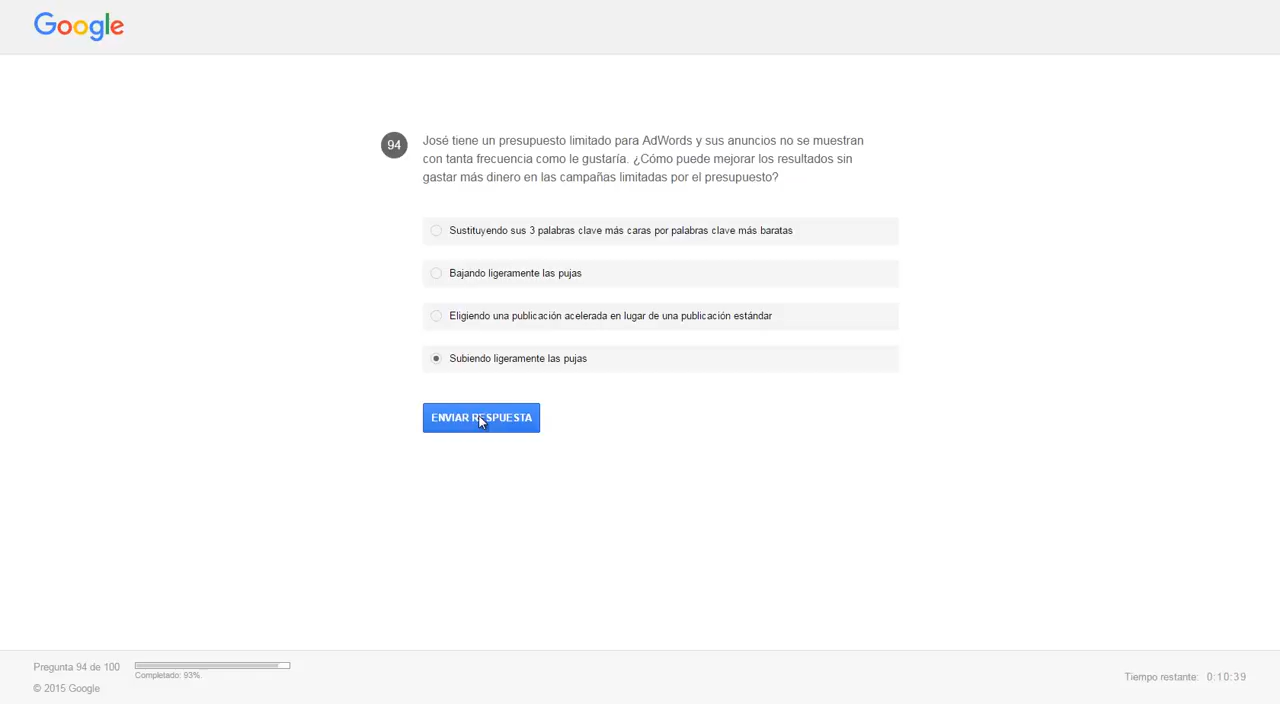 Google
94
José tiene un presupuesto limitado para AdWords y sus anuncios no se muestran
con tanta frecuencia como le gustaría. ¿Cómo puede mejorar los resultados sin
gastar más dinero en las campañas limitadas por el presupuesto?
Sustituyendo sus 3 palabras clave más caras por palabras clave más baratas
Bajando ligeramente las pujas
Eligiendo una publicación acelerada en lugar de una publicación estándar
Subiendo ligeramente las pujas
ENVIAR RESPUESTA
Pregunta 94 de 100
Completado: 93%.
© 2015 Google
Tiempo restante: 0:10:39